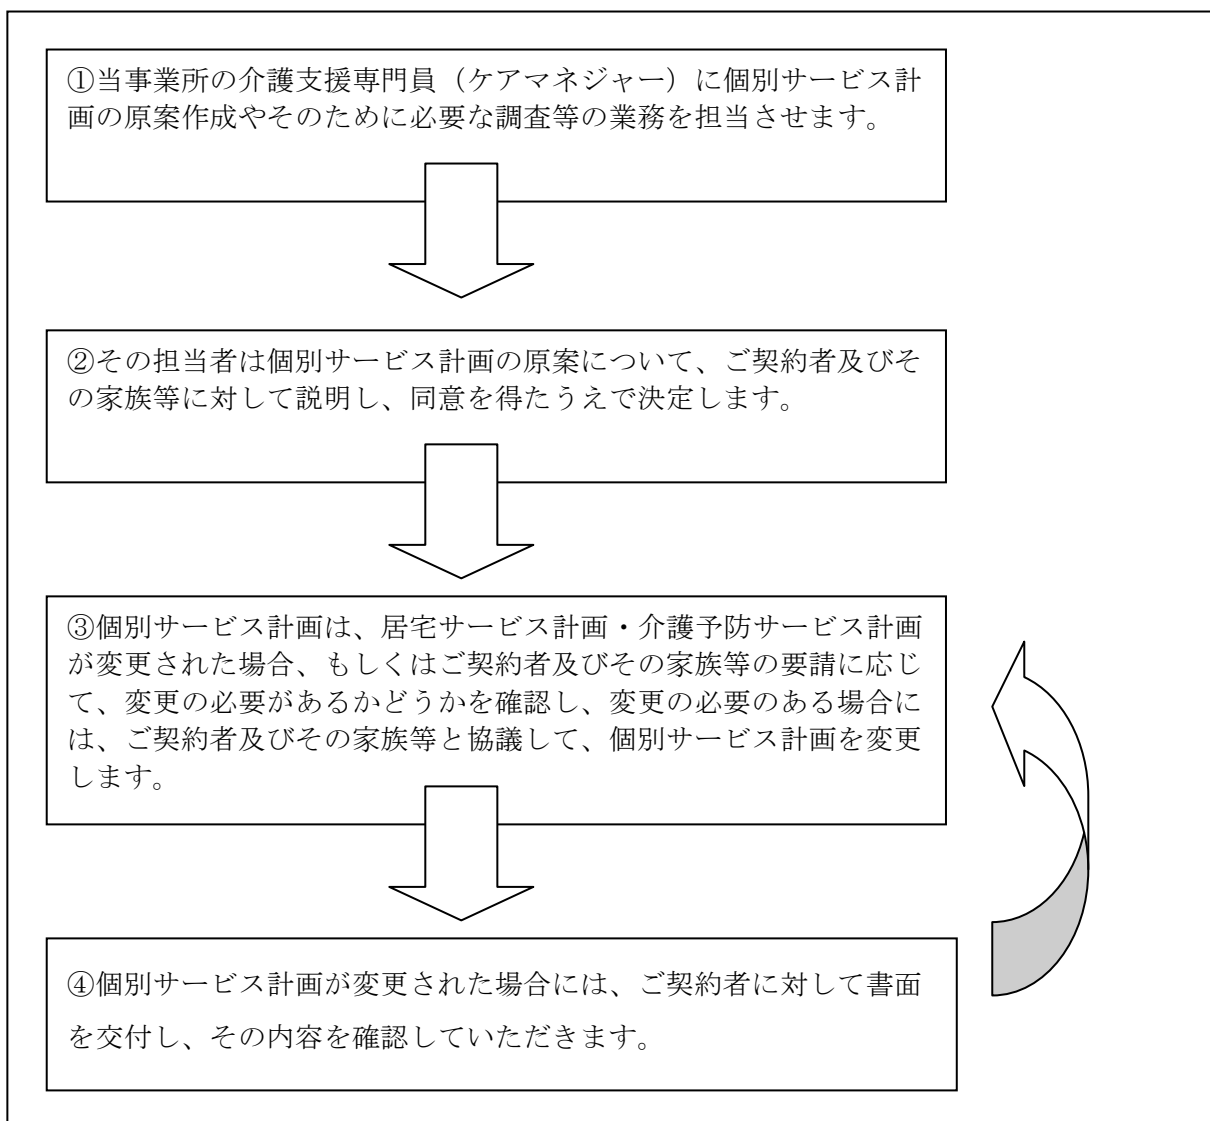 ①当事業所の介護支援専門員（ケアマネジャー）に個別サービス計
画の原案作成やそのために必要な調査等の業務を担当させます。
②その担当者は個別サービス計画の原案について、ご契約者及びそ
の家族等に対して説明し、同意を得たうえで決定します。
③個別サービス計画は、居宅サービス計画・介護予防サービス計画
が変更された場合、もしくはご契約者及びその家族等の要請に応じ
て、変更の必要があるかどうかを確認し、変更の必要のある場合に
は、ご契約者及びその家族等と協議して、個別サービス計画を変更
します。
④個別サービス計画が変更された場合には、ご契約者に対して書面
を交付し、その内容を確認していただきます。